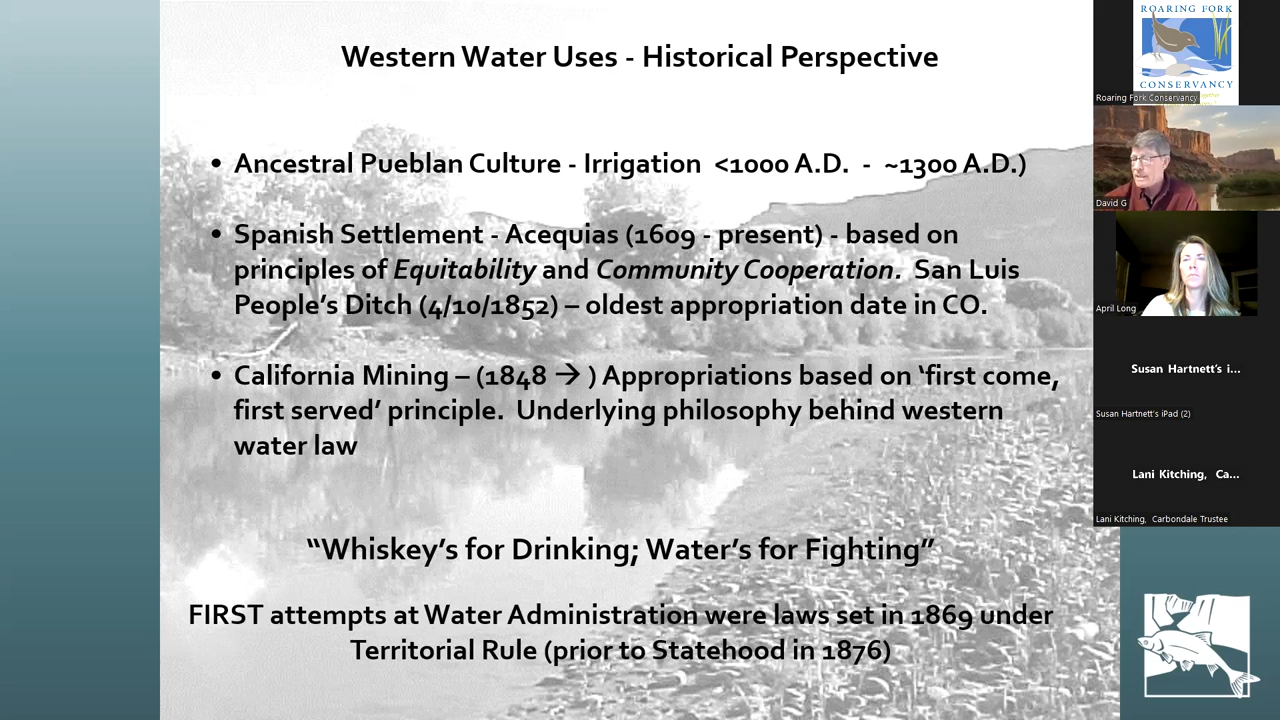 Western Water Uses - Historical Perspective
• Ancestral Pueblan Culture - Irrigation <1000 A.D. - ~1300 A.D.)
• Spanish Settlement - Acequias (1609 - present) - based on
principles of Equitability and Community Cooperation. San Luis
People's Ditch (4/10/1852) – oldest appropriation date in CO.
• California Mining – (1848 → ) Appropriations based on ‘first come,
first served’ principle. Underlying philosophy behind western
water law
“Whiskey’s for Drinking; Water’s for Fighting”
FIRST attempts at Water Administration were laws set in 1869 under
Territorial Rule (prior to Statehood in 1876)
ROARING FORK
CONSERVANCY
Roaring Fork Conservancy
David G
April Long
Susan Hartnett's i...
Susan Hartnett's iPad (2)
Lani Kitching, Ca...
Lani Kitching, Carbondale Trustee